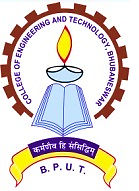 COLLEGE OF ENGINEERING AND TECHNOLOGY, BHUBANESWAR
कर्मणैव हि संसिद्धिम्
B. P. U. T.